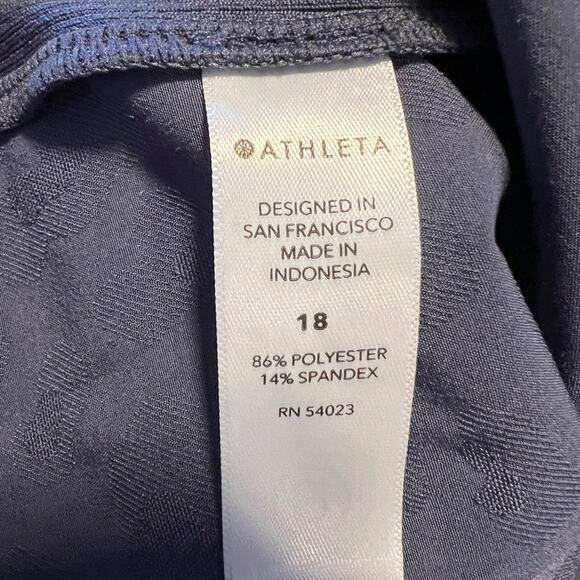 ATHLETA
DESIGNED IN
SAN FRANCISCO
MADE IN
INDONESIA
18
86% POLYESTER
14% SPANDEX
RN 54023